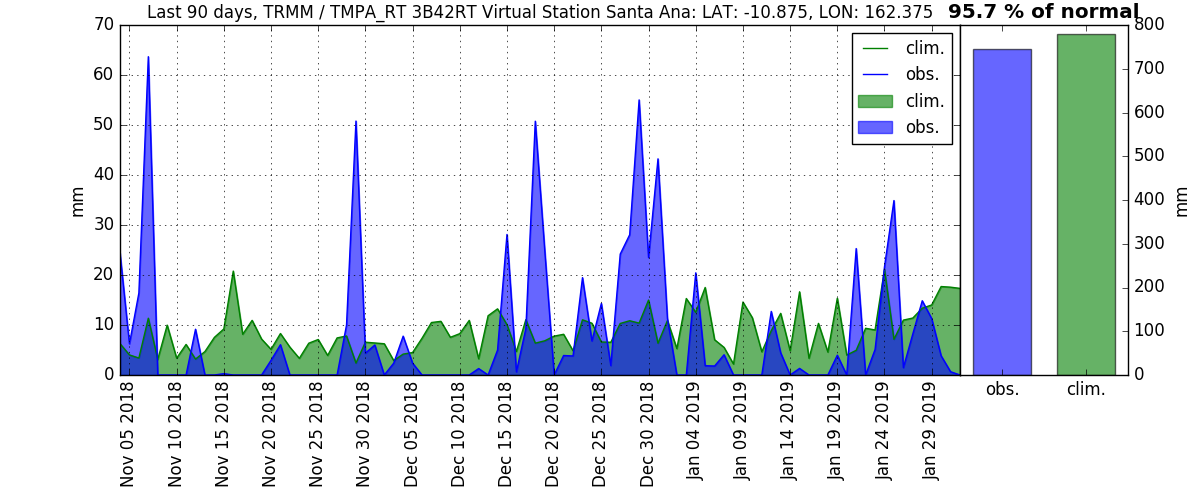 Last 90 days, TRMM / TMPA_RT 3B42RT Virtual Station Santa Ana: LAT: -10.875, LON: 162.375
95.7 % of normal
70
60
50
40
30
20
10
0
mm
clim.
obs.
clim.
obs.
800
700
600
500
400
300
200
100
0
mm
Nov 05 2018
Nov 10 2018
Nov 15 2018
Nov 20 2018
Nov 25 2018
Nov 30 2018
Dec 05 2018
Dec 10 2018
Dec 15 2018
Dec 20 2018
Dec 25 2018
Dec 30 2018
Jan 04 2019
Jan 09 2019
Jan 14 2019
Jan 19 2019
Jan 24 2019
Jan 29 2019
obs.
clim.